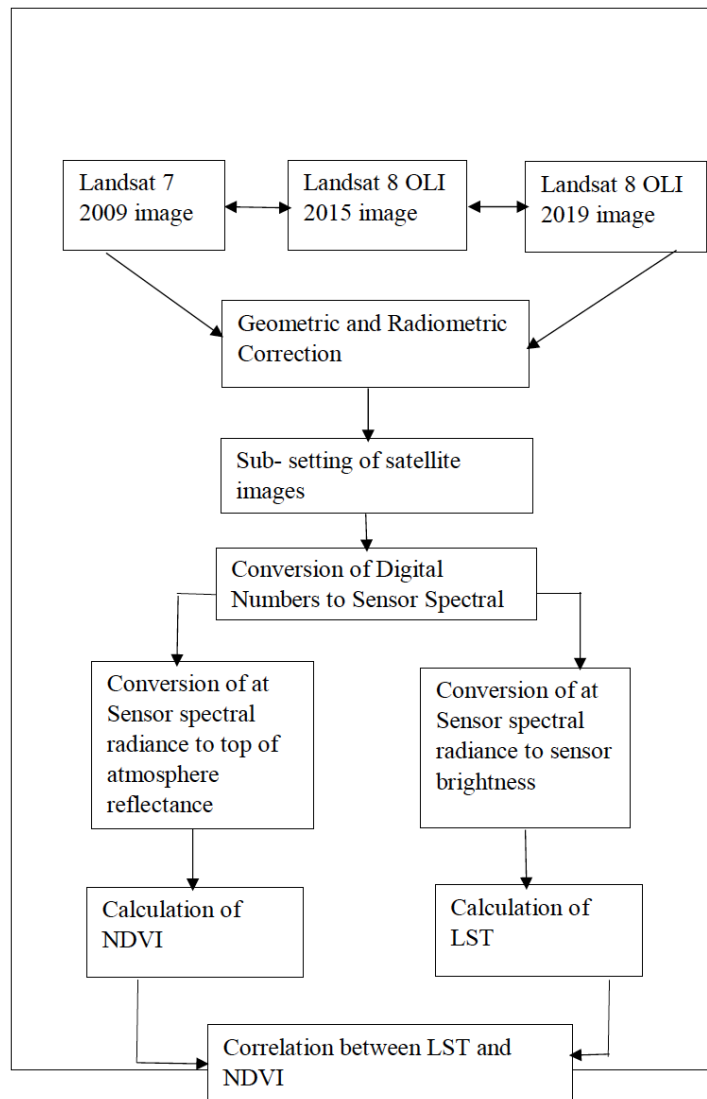 Landsat 7
2009 image
Landsat 8 OLI
2015 image
Landsat 8 OLI
2019 image
Geometric and Radiometric
Correction
Sub- setting of satellite
images
Conversion of Digital
Numbers to Sensor Spectral
Conversion of at
Sensor spectral
radiance to top of
atmosphere
reflectance
Conversion of at
Sensor spectral
radiance to sensor
brightness
Calculation of
NDVI
Calculation of
LST
Correlation between LST and
NDVI